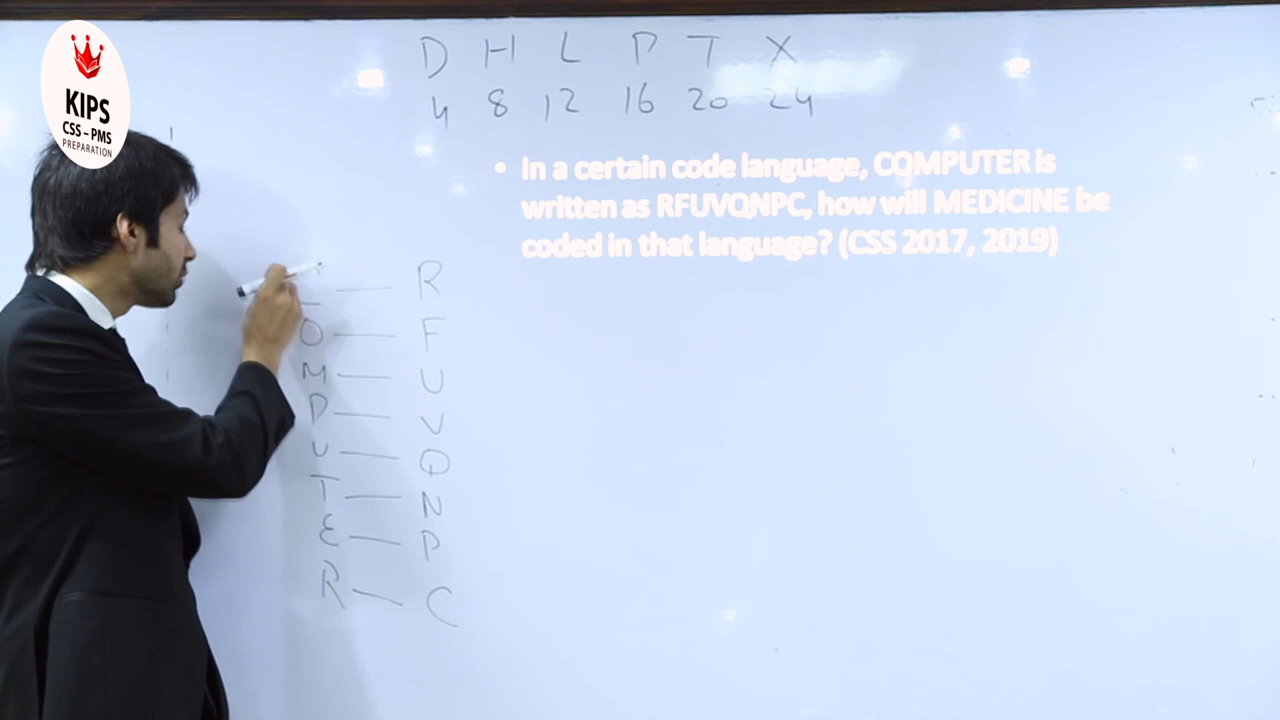 KIPS
CSS – PMS
PREPARATION
D H L P T X
4 8 12 16 20 24
• In a certain code language, COMPUTER is
written as RFUVQNPC, how will MEDICINE be
coded in that language? (CSS 2017, 2019)
— R
O — F
M — U
P — V
U — Q
T — N
E — P
R — C